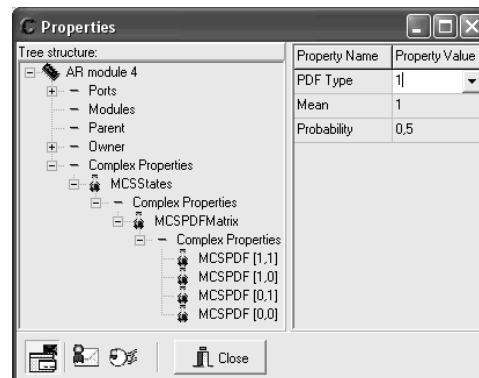 Properties
Tree structure:
AR module 4
Ports
Modules
Parent
Owner
Complex Properties
MCSStates
Complex Properties
MCSPDFMatrix
Complex Properties
MCSPDF [1,1]
MCSPDF [1,0]
MCSPDF [0,1]
MCSPDF [0,0]
Property Name Property Value
PDF Type 1
Mean 1
Probability 0,5
Close